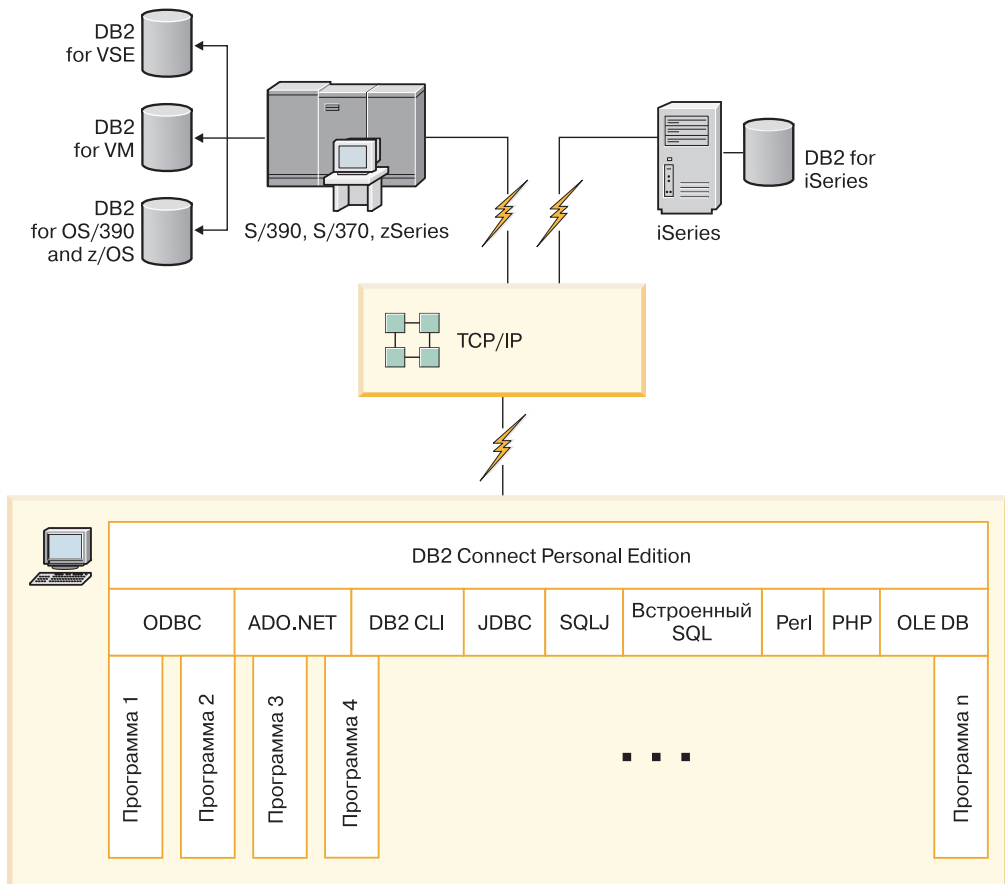 DB2
for VSE
DB2
for VM
DB2
for OS/390
and z/OS
S/390, S/370, zSeries
iSeries
DB2 for
iSeries
TCP/IP
DB2 Connect Personal Edition
ODBC
ADO.NET
DB2 CLI
JDBC
SQLJ
Встроенный
SQL
Perl
PHP
OLE DB
Программа 1
Программа 2
Программа 3
Программа 4
. . .
Программа n